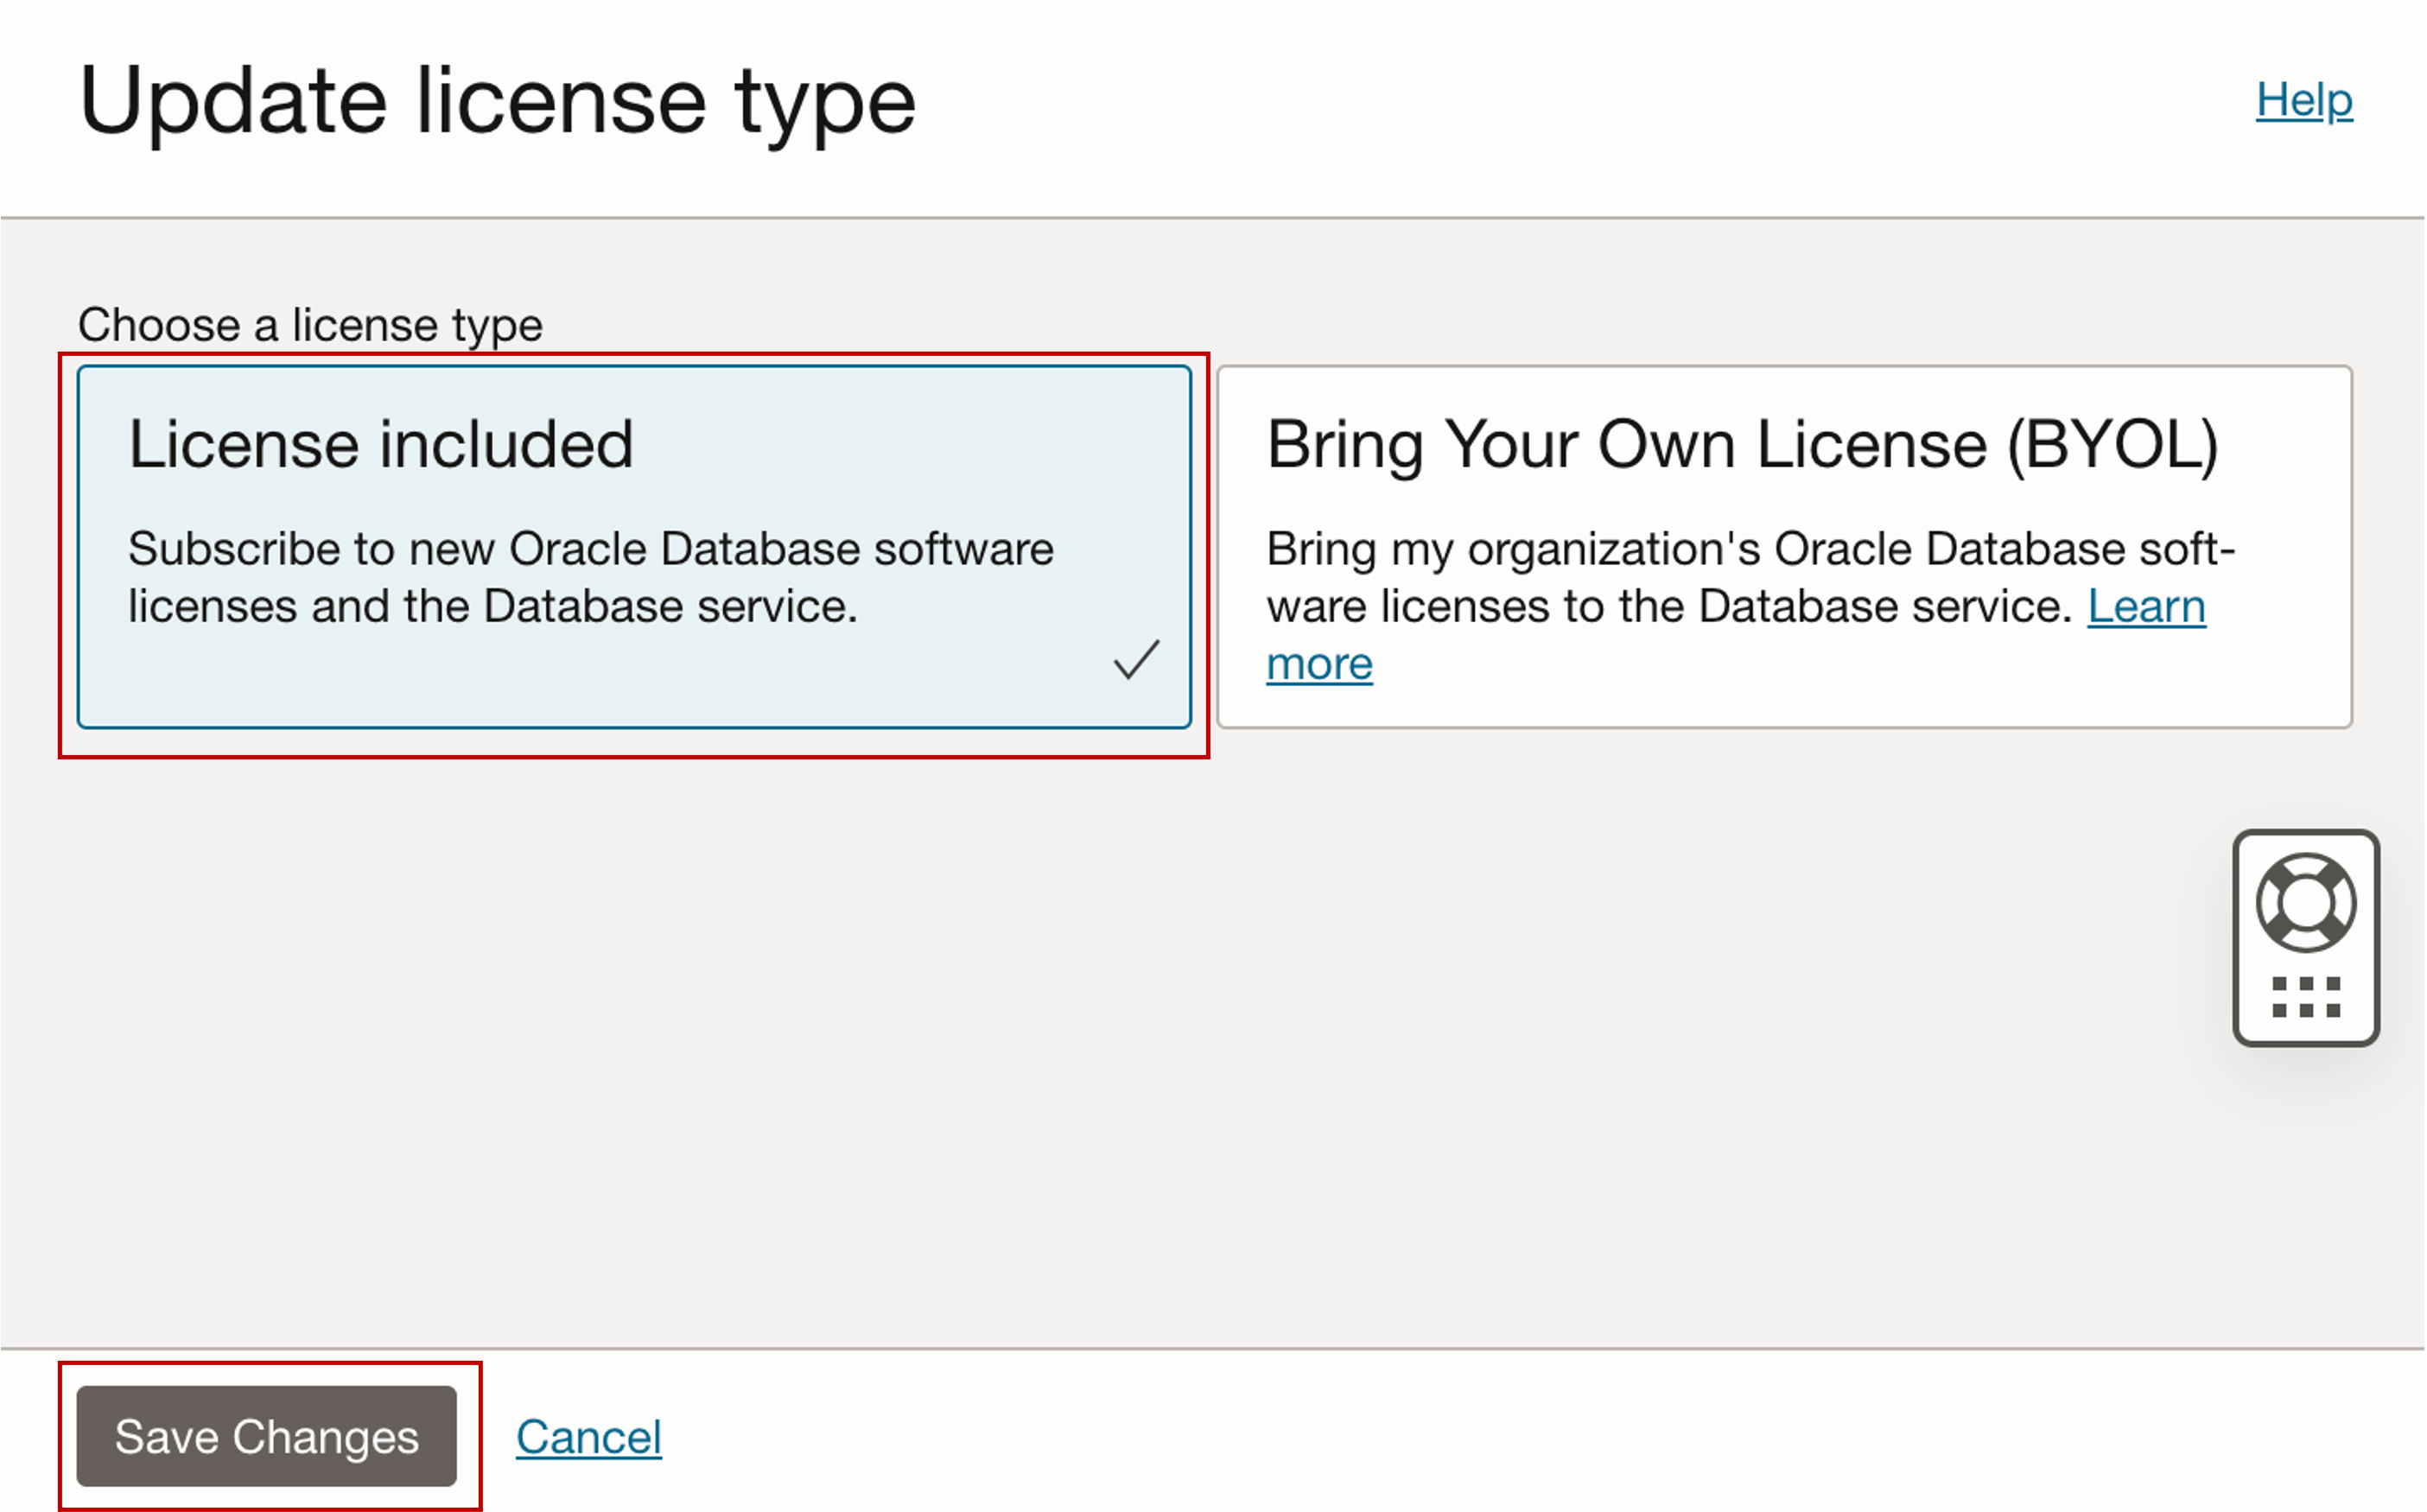 Update license type
Help
Choose a license type
License included
Subscribe to new Oracle Database software
licenses and the Database service.
Bring Your Own License (BYOL)
Bring my organization's Oracle Database soft-
ware licenses to the Database service. Learn
more
Save Changes
Cancel